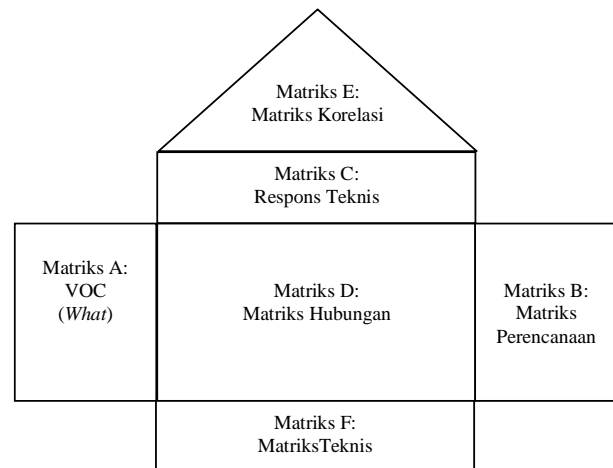 Matriks E:
Matriks Korelasi
Matriks C:
Respons Teknis
Matriks A:
VOC
(What)
Matriks D:
Matriks Hubungan
Matriks B:
Matriks
Perencanaan
Matriks F:
MatriksTeknis